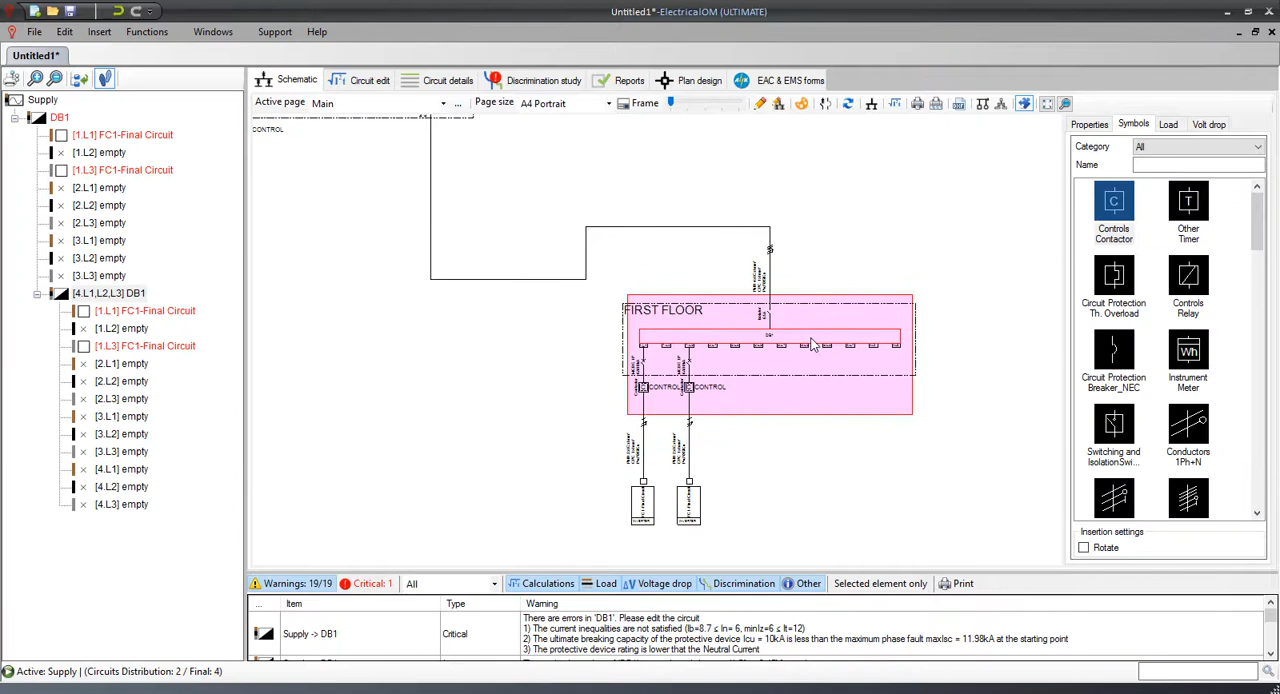 Untitled1*-ElectricalOM (ULTIMATE)
File Edit Insert Functions Windows Support Help
Untitled1*
Schematic Circuit edit Circuit details Discrimination study Reports Plan design EAC & EMS forms
Active page Main ... Page size A4 Portrait Frame
Supply
DB1
[1.L1] FC1-Final Circuit
[1.L2] empty
[1.L3] FC1-Final Circuit
[2.L1] empty
[2.L2] empty
[2.L3] empty
[3.L1] empty
[3.L2] empty
[3.L3] empty
[4.L1,L2,L3] DB1
[1.L1] FC1-Final Circuit
[1.L2] empty
[1.L3] FC1-Final Circuit
[2.L1] empty
[2.L2] empty
[2.L3] empty
[3.L1] empty
[3.L2] empty
[3.L3] empty
[4.L1] empty
[4.L2] empty
[4.L3] empty
CONTROL
FIRST FLOOR
CONTROL CONTROL
Properties Symbols Load Volt drop
Category All
Name
C T
Controls Other
Contactor Timer
Circuit Protection Controls
Th. Overload Relay
Wh
Circuit Protection Instrument
Breaker_NEC Meter
Switching and Conductors
IsolationSwi... 1Ph+N
Insertion settings
Rotate
Warnings: 19/19 Critical: 1 All Calculations Load ΔV Voltage drop Discrimination Other Selected element only Print
... Item Type Warning
Supply -> DB1 Critical
There are errors in 'DB1'. Please edit the circuit
1) The current inequalities are not satisfied (Ib=8.7 ≤ In= 6, minIz=6 ≤ It=12)
2) The ultimate breaking capacity of the protective device Icu = 10kA is less than the maximum phase fault maxIsc = 11.98kA at the starting point
3) The protective device rating is lower that the Neutral Current
Active: Supply | (Circuits Distribution: 2 / Final: 4)